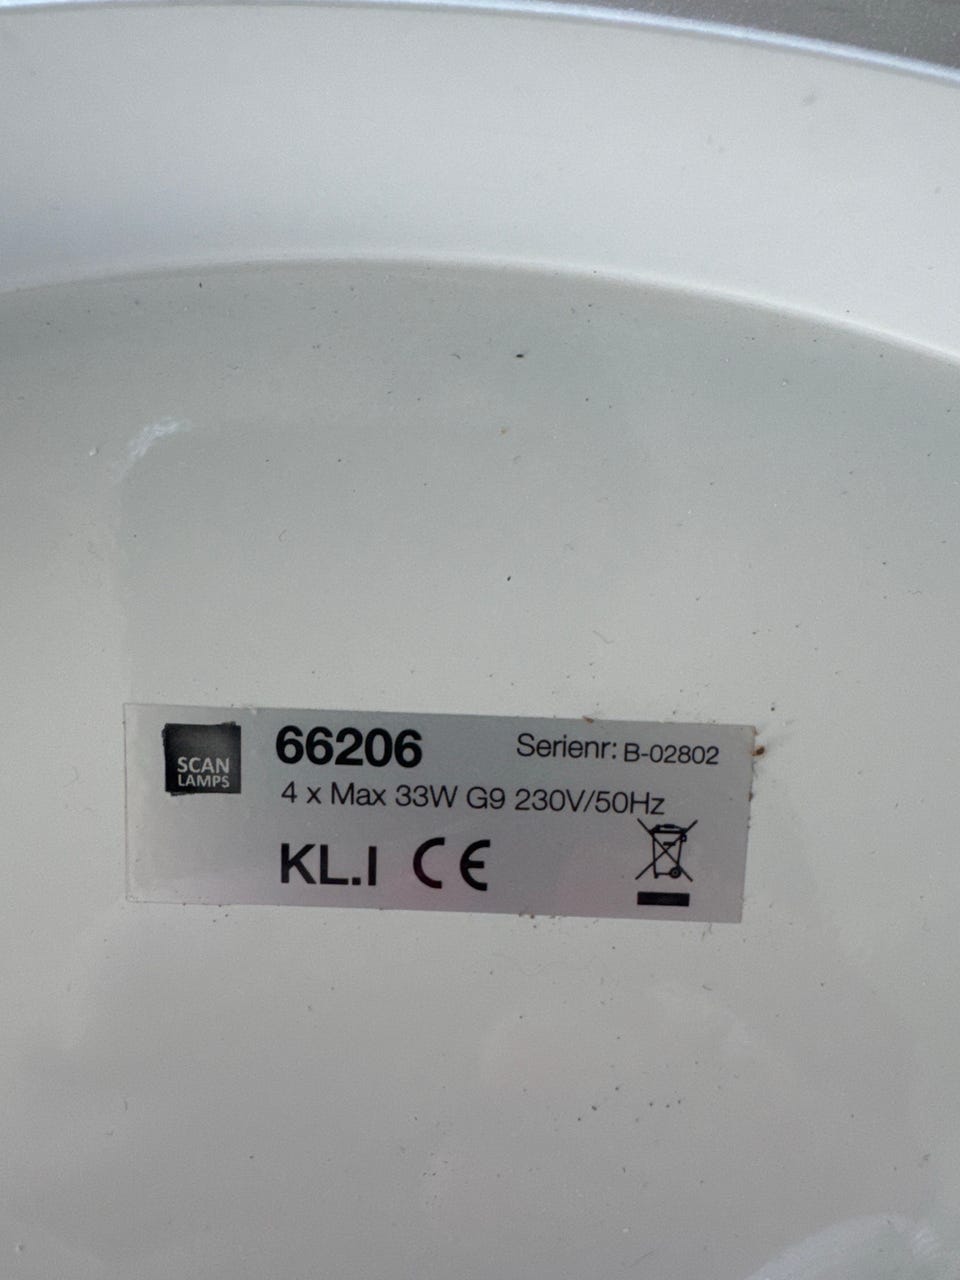 SCAN
LAMPS
66206
Serienr: B-02802
4 x Max 33W G9 230V/50Hz
KL.I CE